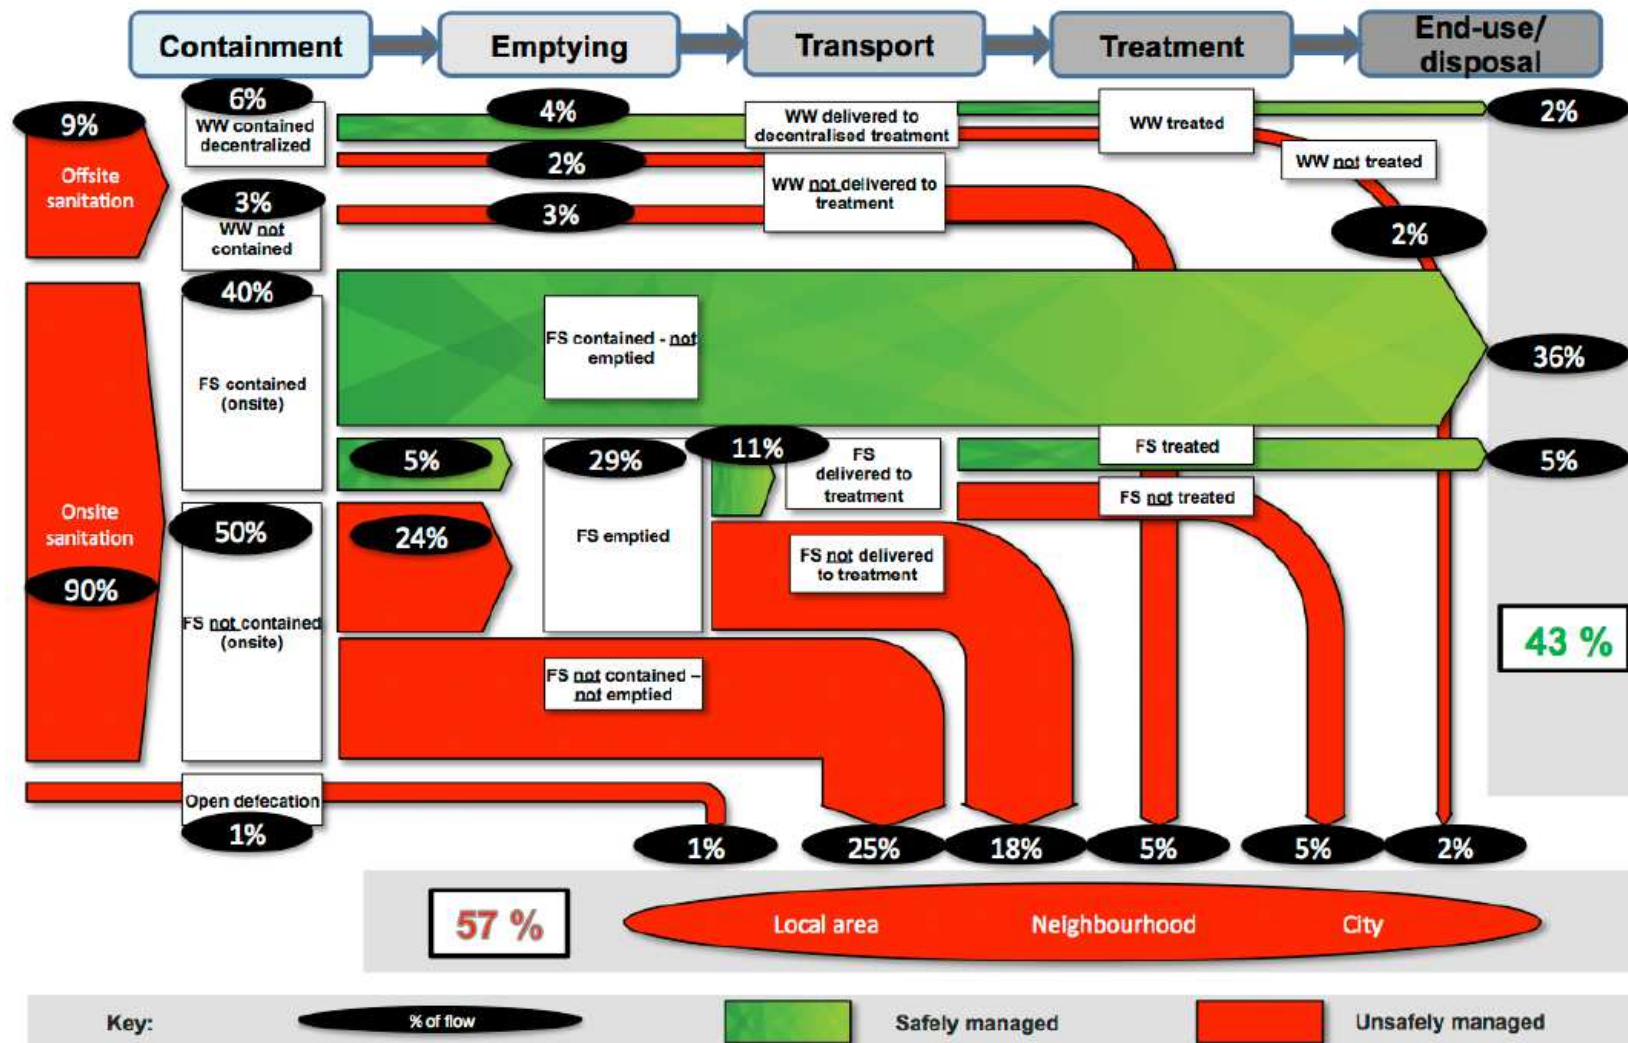 Containment
Emptying
Transport
Treatment
End-use/
disposal
9%
Offsite
sanitation
6%
WW contained
decentralized
4%
WW delivered to
decentralised treatment
WW treated
2%
2%
WW not delivered to
treatment
WW not treated
3%
WW not
contained
3%
2%
40%
FS contained
(onsite)
FS contained - not
emptied
36%
5%
29%
FS emptied
11%
FS
delivered to
treatment
FS treated
5%
FS not treated
Onsite
sanitation
90%
50%
FS not contained
(onsite)
24%
FS not delivered
to treatment
43 %
FS not contained –
not emptied
Open defecation
1%
1%
25%
18%
5%
5%
2%
57 %
Local area
Neighbourhood
City
Key:
% of flow
Safely managed
Unsafely managed